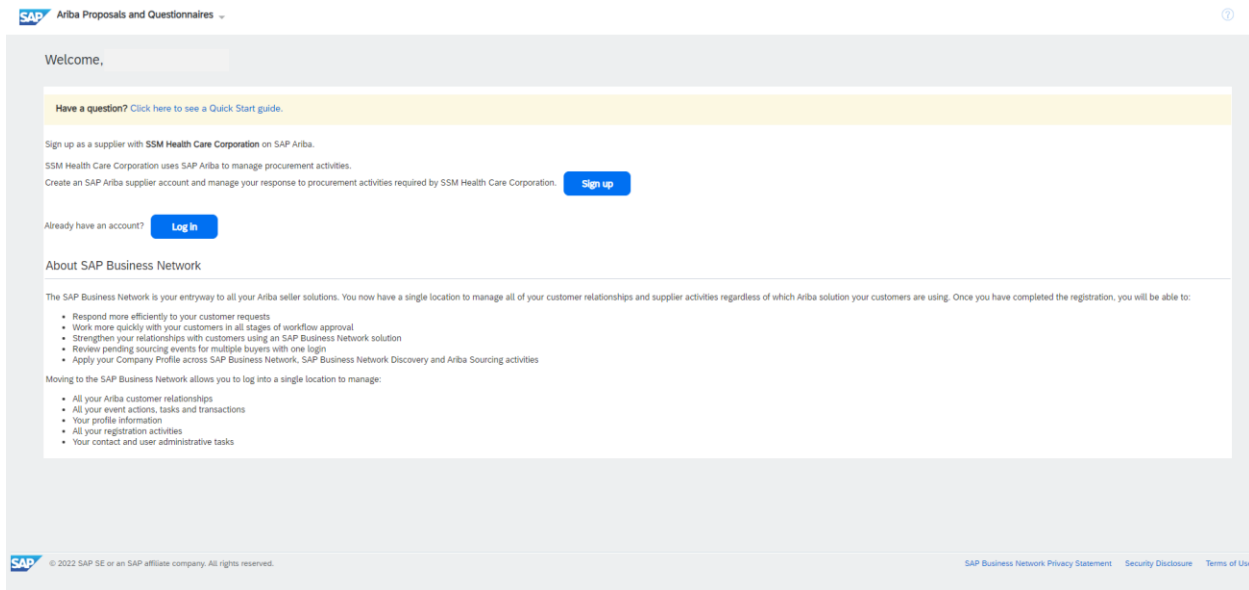 SAP Ariba Proposals and Questionnaires
Welcome,
Have a question? Click here to see a Quick Start guide.
Sign up as a supplier with SSM Health Care Corporation on SAP Ariba.
SSM Health Care Corporation uses SAP Ariba to manage procurement activities.
Create an SAP Ariba supplier account and manage your response to procurement activities required by SSM Health Care Corporation. Sign up
Already have an account? Log in
About SAP Business Network
The SAP Business Network is your entryway to all your Ariba seller solutions. You now have a single location to manage all of your customer relationships and supplier activities regardless of which Ariba solution your customers are using. Once you have completed the registration, you will be able to:
• Respond more efficiently to your customer requests
• Work more quickly with your customers in all stages of workflow approval
• Strengthen your relationships with customers using an SAP Business Network solution
• Review pending sourcing events for multiple buyers with one login
• Apply your Company Profile across SAP Business Network, SAP Business Network Discovery and Ariba Sourcing activities
Moving to the SAP Business Network allows you to log into a single location to manage:
• All your Ariba customer relationships
• All your event actions, tasks and transactions
• Your profile information
• All your registration activities
• Your contact and user administrative tasks
SAP © 2022 SAP SE or an SAP affiliate company. All rights reserved. SAP Business Network Privacy Statement Security Disclosure Terms of Use